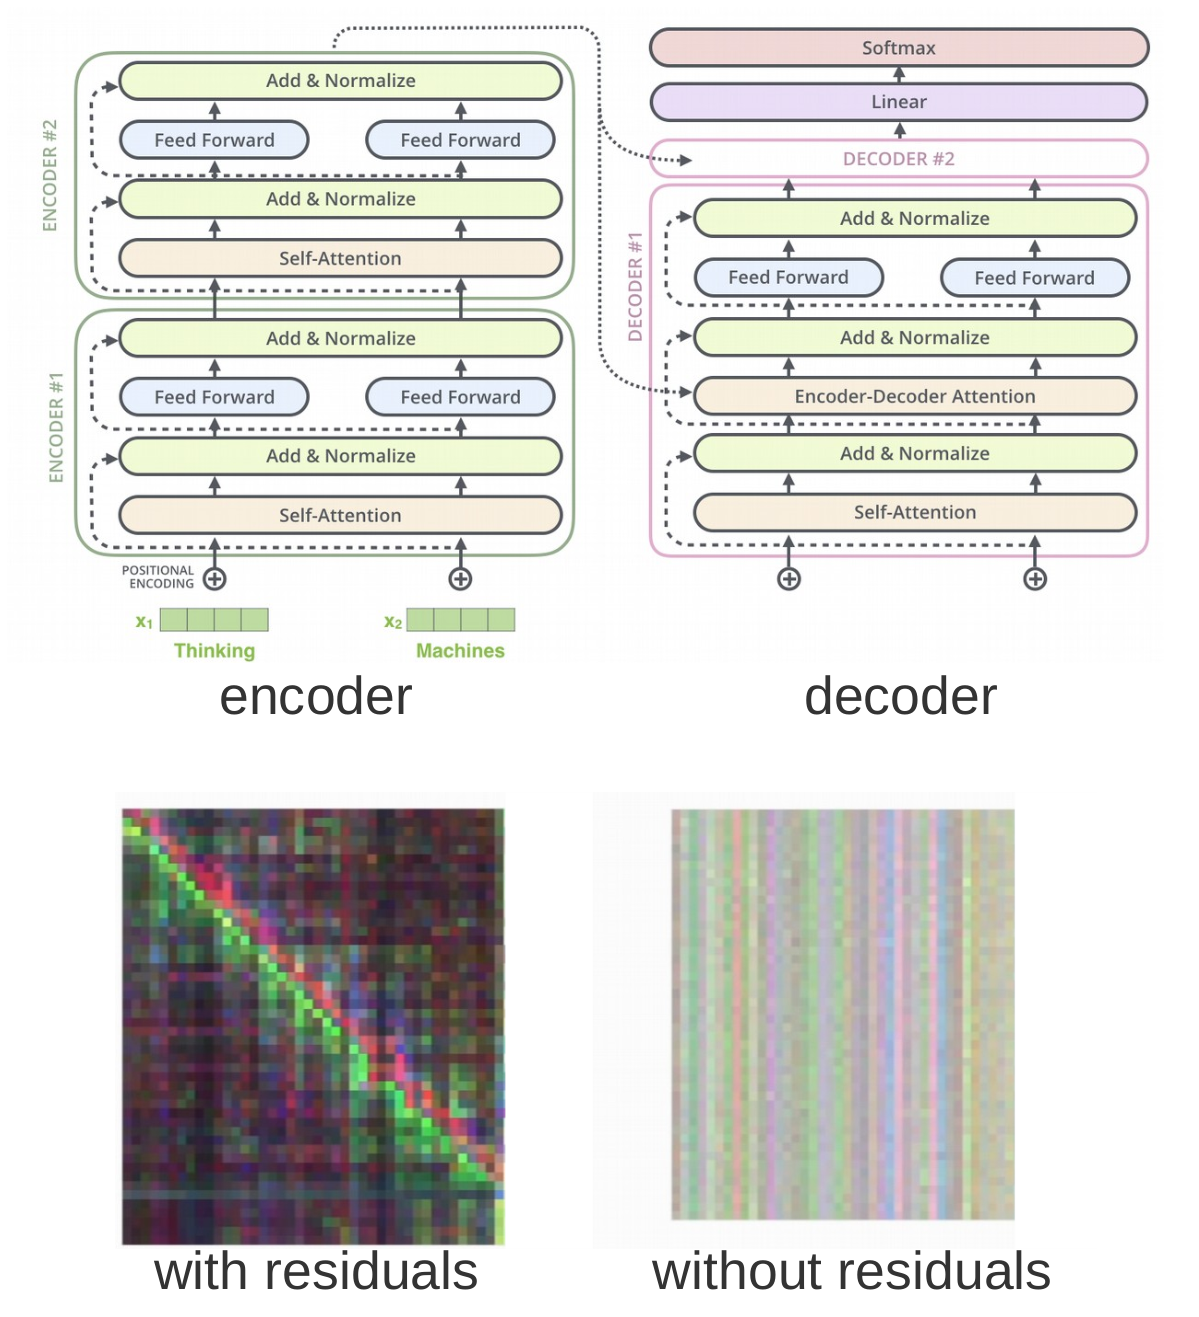 ENCODER #2
Add & Normalize
Feed Forward Feed Forward
Add & Normalize
Self-Attention
ENCODER #1
Add & Normalize
Feed Forward Feed Forward
Add & Normalize
Self-Attention
POSITIONAL
ENCODING
x1 x2
Thinking Machines
encoder
Softmax
Linear
DECODER #2
DECODER #1
Add & Normalize
Feed Forward Feed Forward
Add & Normalize
Encoder-Decoder Attention
Add & Normalize
Self-Attention
decoder
with residuals
without residuals